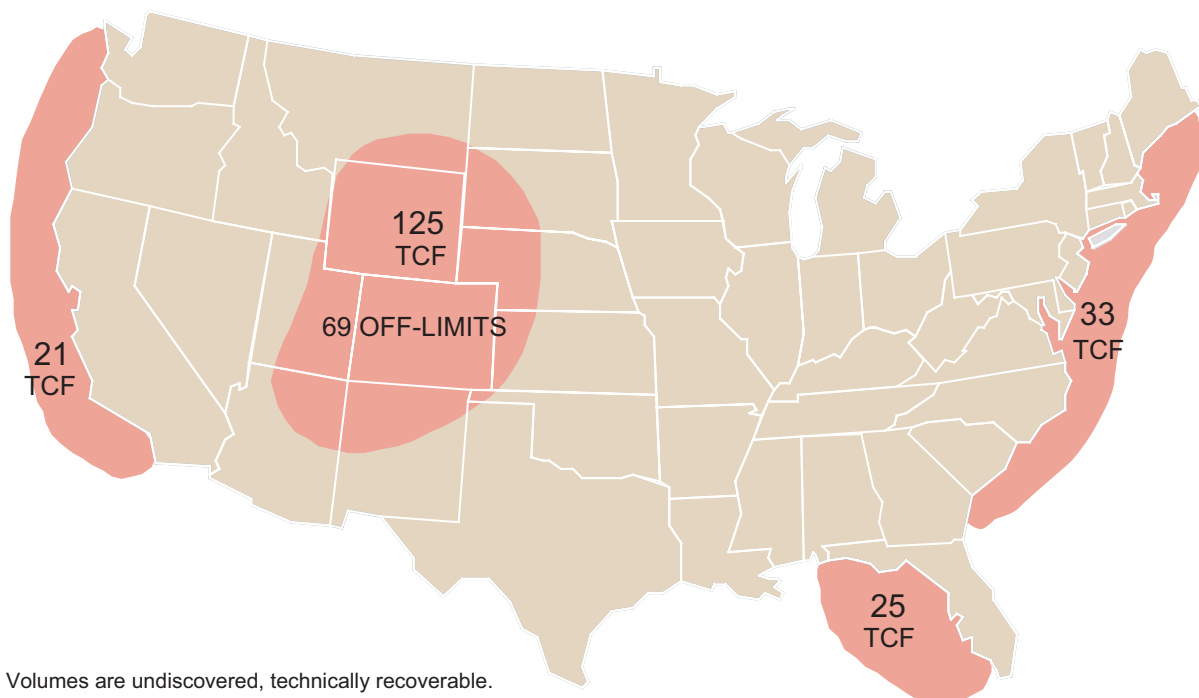 125
TCF
69 OFF-LIMITS
21
TCF
33
TCF
25
TCF
Volumes are undiscovered, technically recoverable.